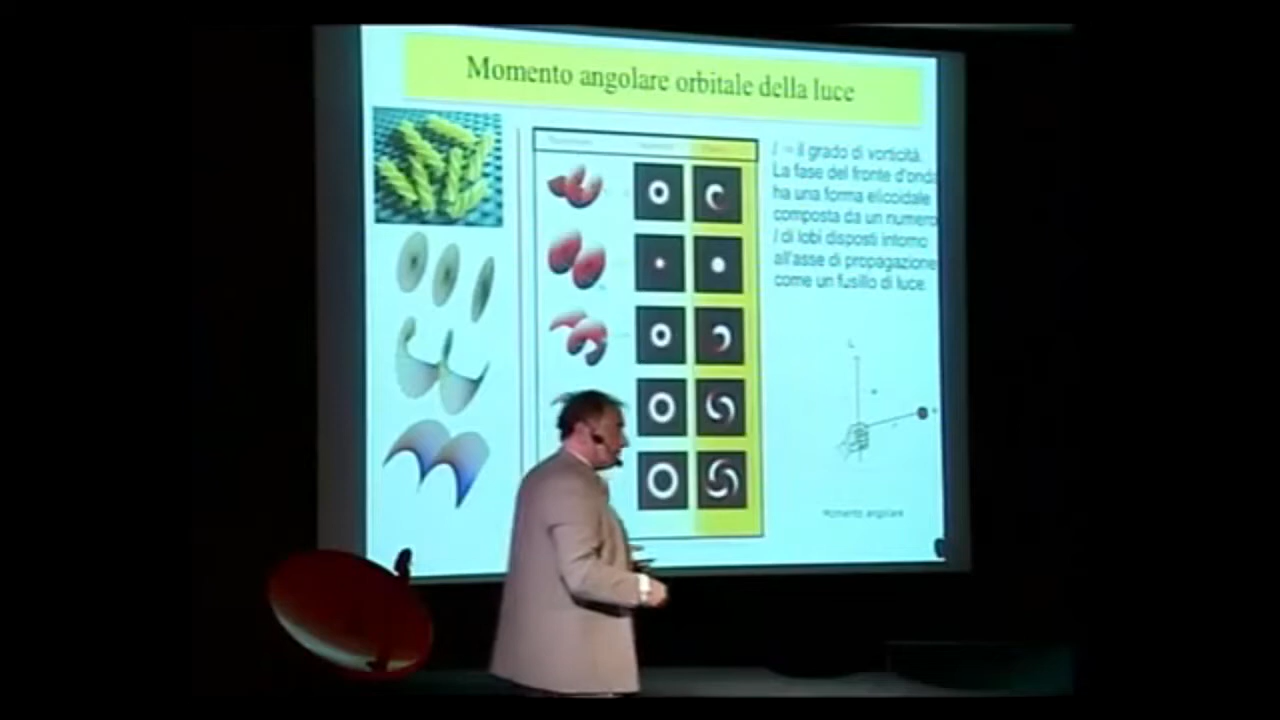 Momento angolare orbitale della luce
l = il grado di vorticità.
La fase del fronte d'onda
ha una forma elicoidale
composta da un numero
l di lobi disposti intorno
all'asse di propagazione
come un fusillo di luce.
Momento angolare